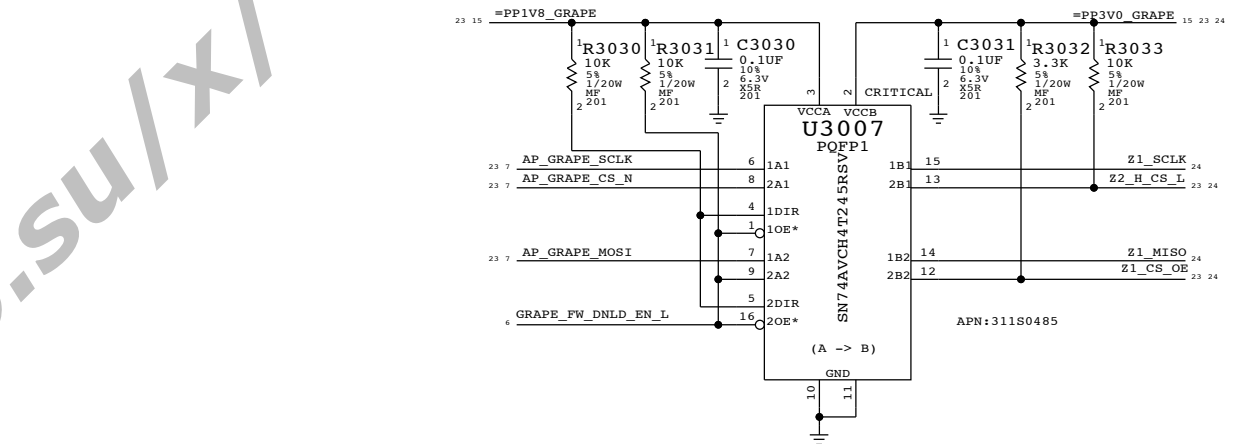 .su/x/
=PP1V8_GRAPE
23 15
=PP3V0_GRAPE
15 23 24
1
R3030
10K
5%
1/20W
MF
201
2
1
R3031
10K
5%
1/20W
MF
201
2
1
C3030
0.1UF
10%
6.3V
X5R
201
2
1
C3031
0.1UF
10%
6.3V
X5R
201
2
1
R3032
3.3K
5%
1/20W
MF
201
2
1
R3033
10K
5%
1/20W
MF
201
2
3
2
CRITICAL
VCCA VCCB
U3007
PQFP1
SN74AVCH4T245RSV
23 7 AP_GRAPE_SCLK 6 1A1
1B1 15 Z1_SCLK 24
23 7 AP_GRAPE_CS_N 8 2A1
2B1 13 Z2_H_CS_L 23 24
4 1DIR
1 1OE*
23 7 AP_GRAPE_MOSI 7 1A2
1B2 14 Z1_MISO 24
9 2A2
2B2 12 Z1_CS_OE 23 24
5 2DIR
6 GRAPE_FW_DNLD_EN_L 16 2OE*
APN:311S0485
(A -> B)
GND
10
11